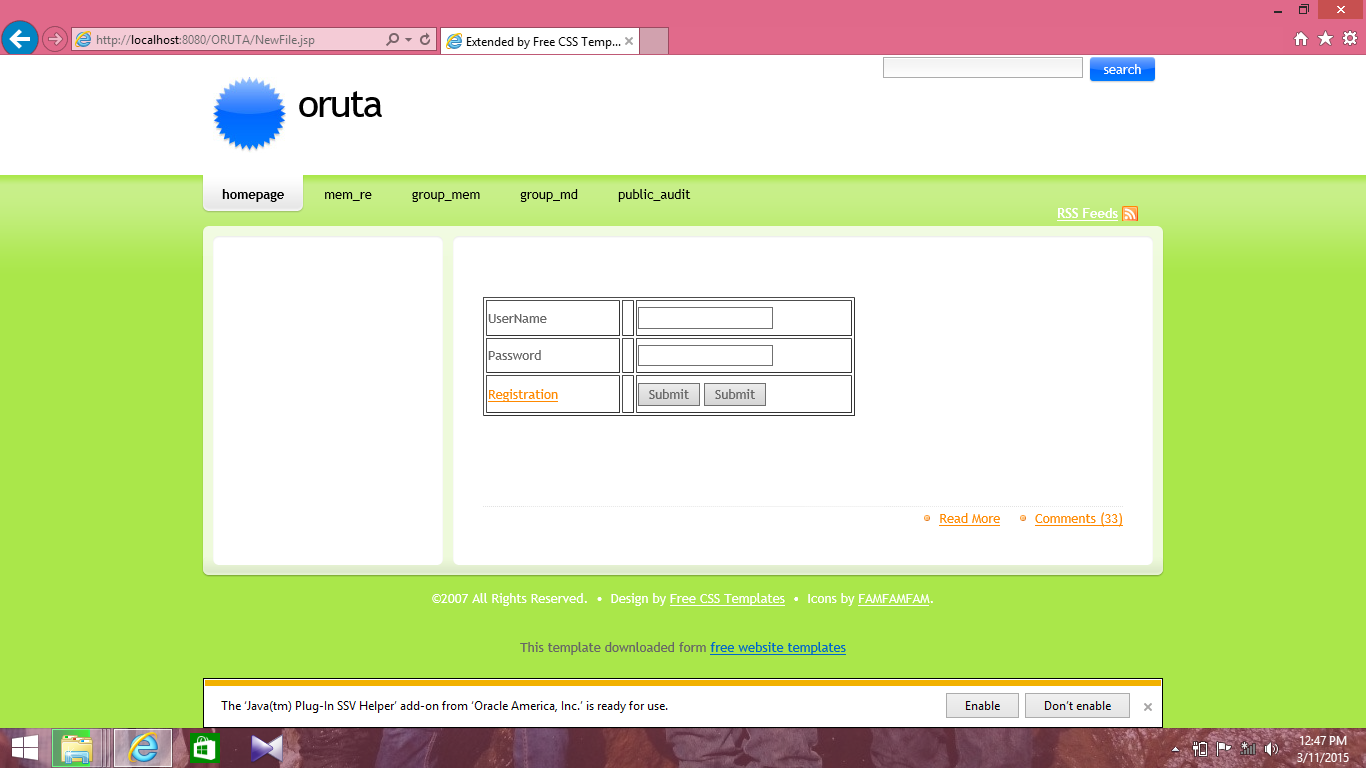 http://localhost:8080/ORUTA/NewFile.jsp
Extended by Free CSS Temp...
search
oruta
homepage mem_re group_mem group_md public_audit
RSS Feeds
UserName
Password
Registration Submit Submit
Read More Comments (33)
©2007 All Rights Reserved. • Design by Free CSS Templates • Icons by FAMFAMFAM.
This template downloaded form free website templates
The 'Java(tm) Plug-In SSV Helper' add-on from 'Oracle America, Inc.' is ready for use. Enable Don't enable
12:47 PM
3/11/2015